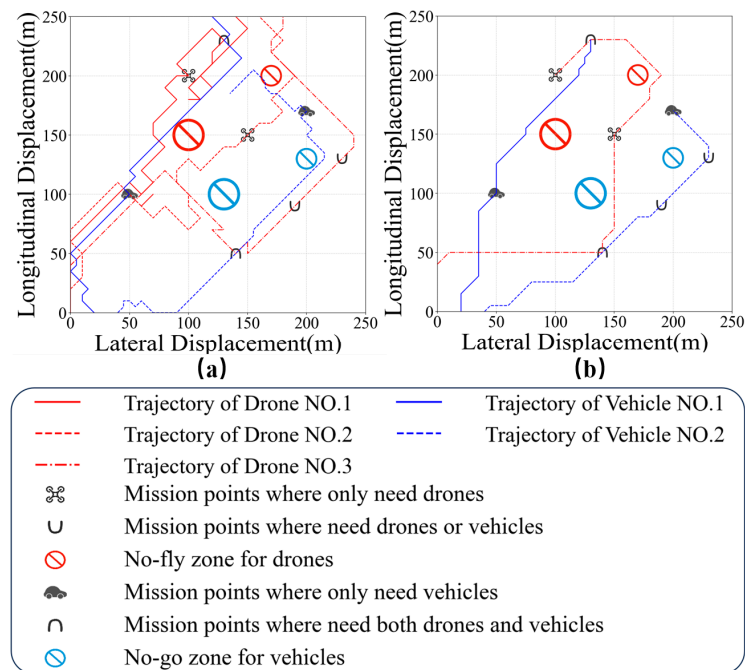 250
200
150
100
50
0
0
50
100
150
200
250
Longitudinal Displacement(m)
Lateral Displacement(m)
(a)
250
200
150
100
50
0
0
50
100
150
200
250
Longitudinal Displacement(m)
Lateral Displacement(m)
(b)
Trajectory of Drone NO.1
Trajectory of Vehicle NO.1
Trajectory of Drone NO.2
Trajectory of Vehicle NO.2
Trajectory of Drone NO.3
Mission points where only need drones
Mission points where need drones or vehicles
No-fly zone for drones
Mission points where only need vehicles
Mission points where need both drones and vehicles
No-go zone for vehicles